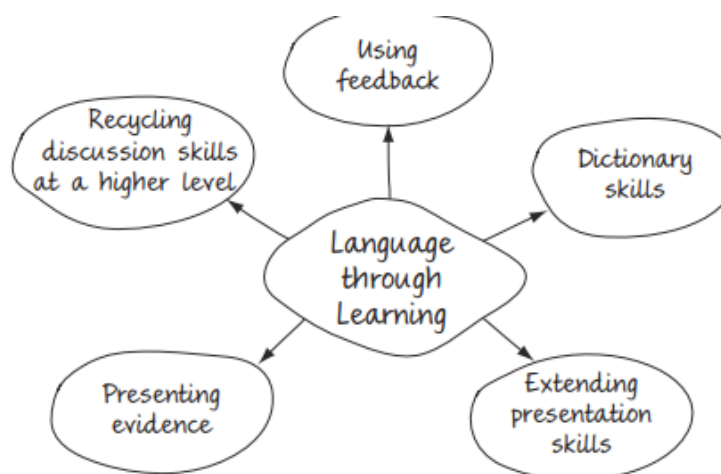 Using
feedback
Recycling
discussion skills
at a higher level
Dictionary
skills
Language
through
Learning
Presenting
evidence
Extending
presentation
skills